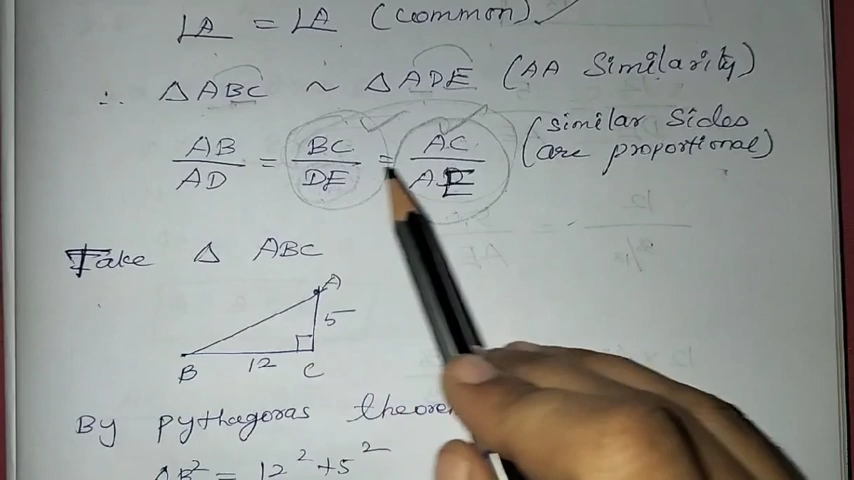 ∠A = ∠A (common) ✓
∴ △ABC ~ △ADE (AA Similarity)
AB/AD = BC/DE = AC/AE (similar sides are proportional)
Take △ ABC
A
5
B 12 C
By pythagoras theorem
AB² = 12² + 5²